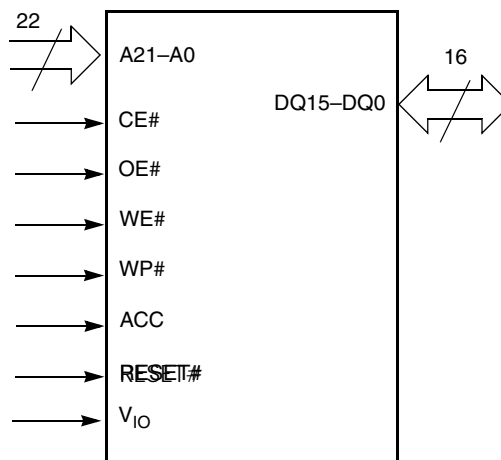 22
A21–A0
16
DQ15–DQ0
CE#
OE#
WE#
WP#
ACC
RESET#
VIO